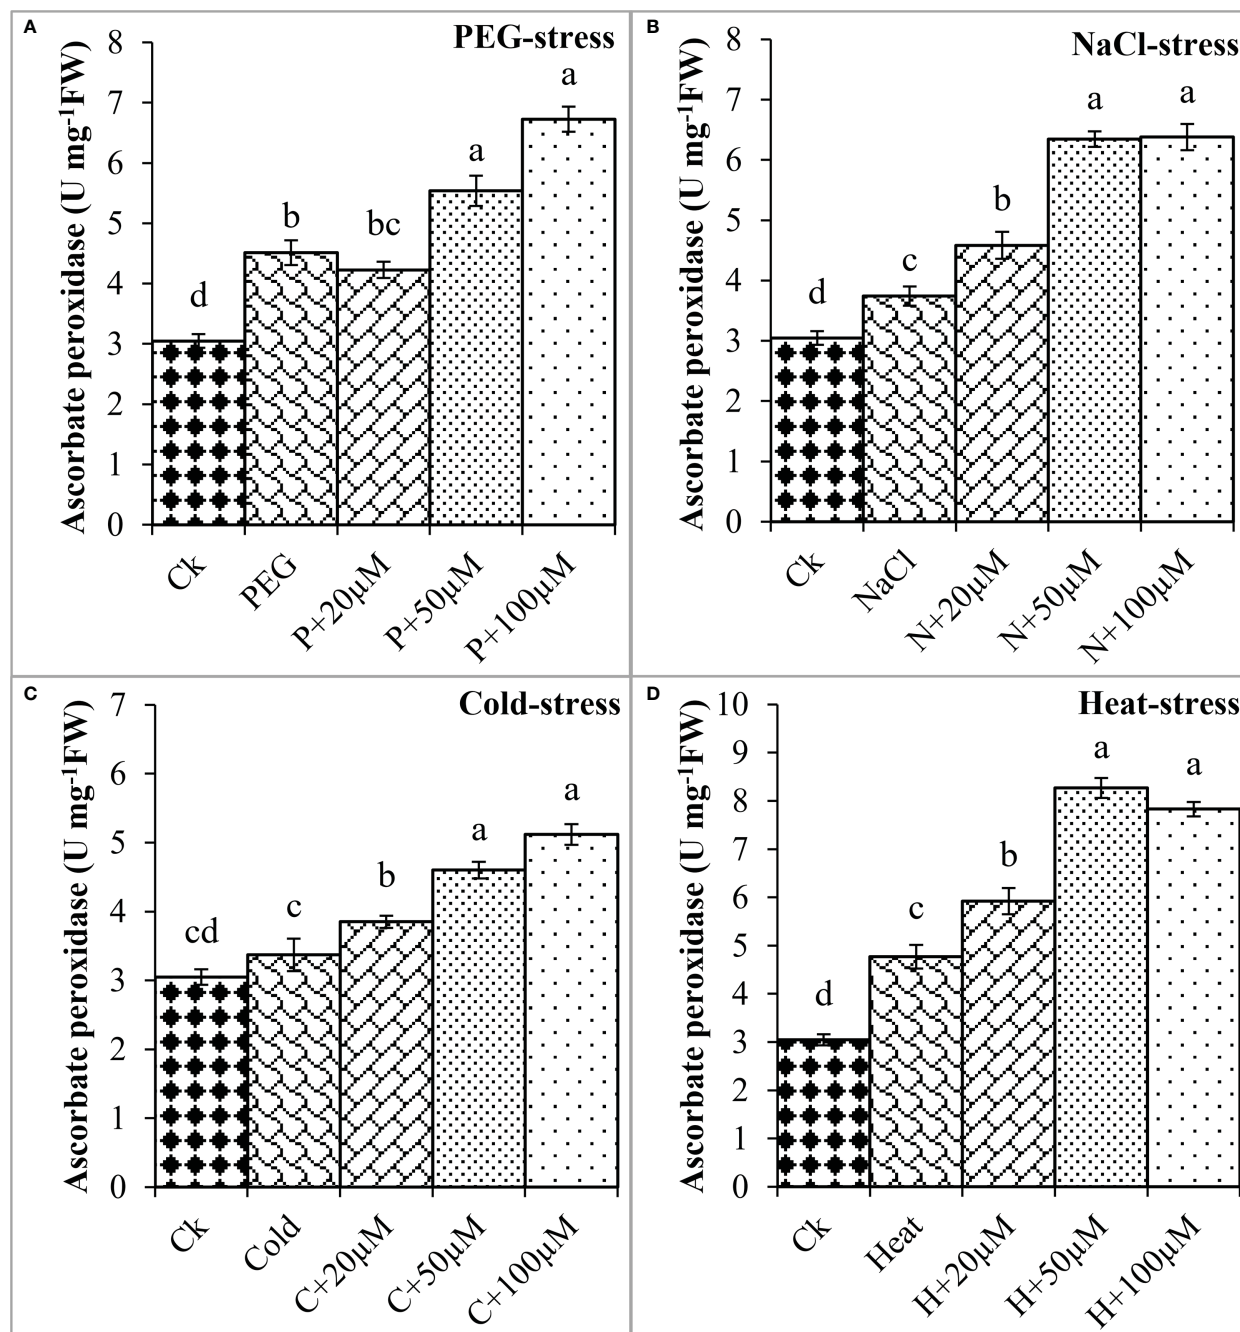 A
PEG-stress
Ascorbate peroxidase (U mg⁻¹FW)
8
7
6
5
4
3
2
1
0
d
b
bc
a
a
Ck
PEG
P+20µM
P+50µM
P+100µM
B
NaCl-stress
Ascorbate peroxidase (U mg⁻¹FW)
8
7
6
5
4
3
2
1
0
d
c
b
a
a
Ck
NaCl
N+20µM
N+50µM
N+100µM
C
Cold-stress
Ascorbate peroxidase (U mg⁻¹FW)
7
6
5
4
3
2
1
0
cd
c
b
a
a
Ck
Cold
C+20µM
C+50µM
C+100µM
D
Heat-stress
Ascorbate peroxidase (U mg⁻¹FW)
10
9
8
7
6
5
4
3
2
1
0
d
c
b
a
a
Ck
Heat
H+20µM
H+50µM
H+100µM